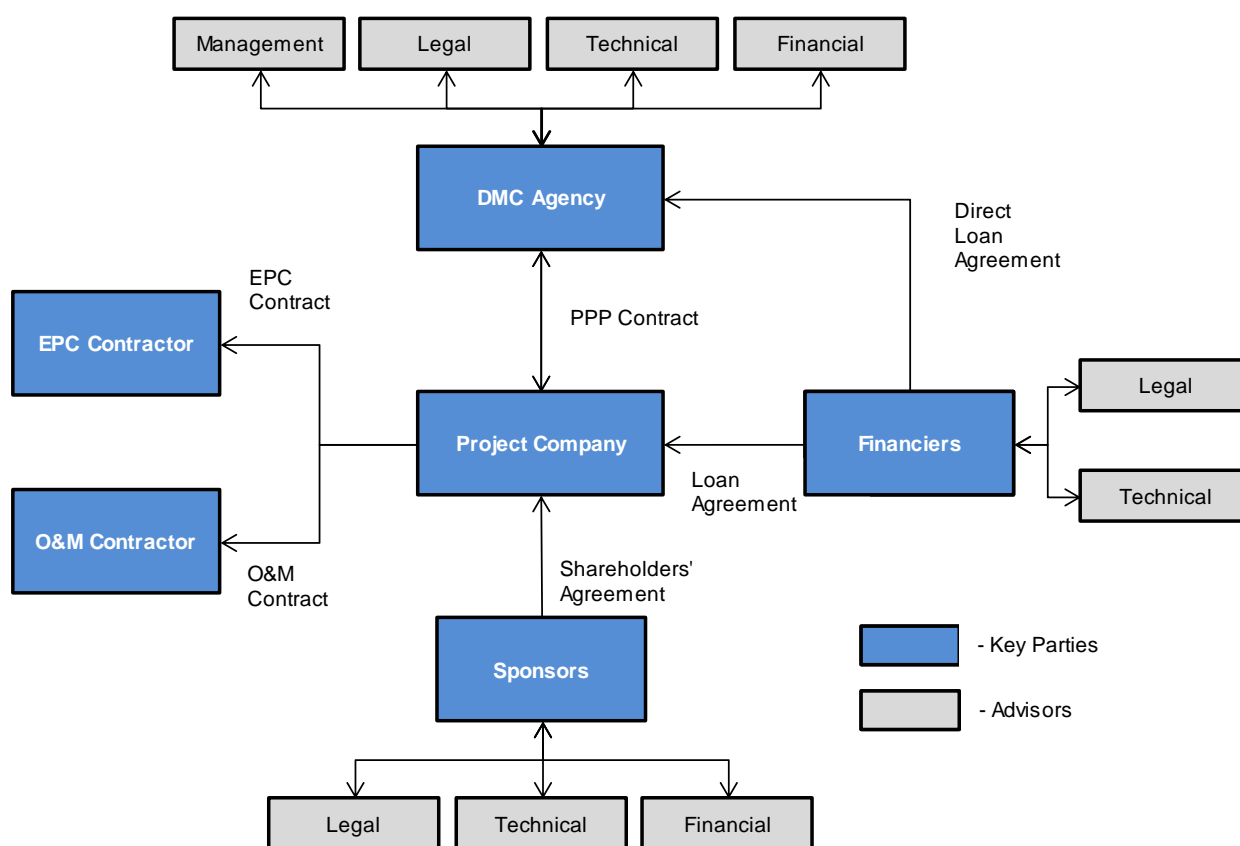 Management
Legal
Technical
Financial
DMC Agency
Direct
Loan
Agreement
EPC
Contract
PPP Contract
EPC Contractor
Legal
Project Company
Financiers
Loan
Agreement
Technical
O&M Contractor
O&M
Contract
Shareholders'
Agreement
- Key Parties
Sponsors
- Advisors
Legal
Technical
Financial